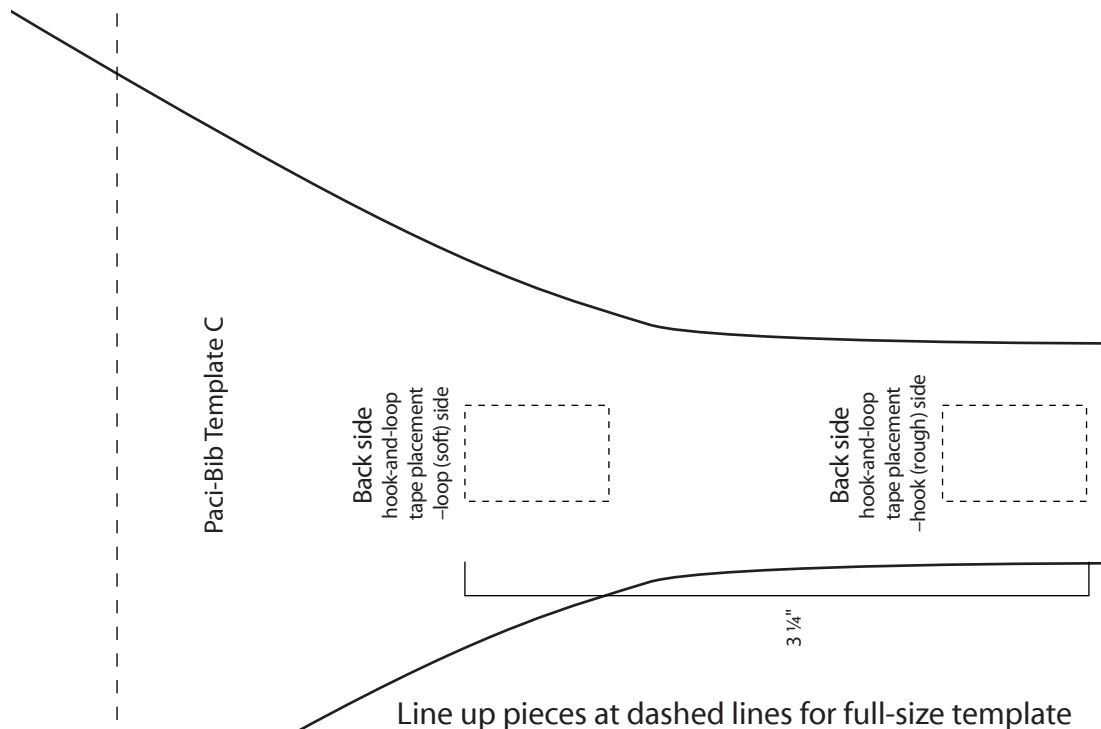 Paci-Bib Template C
Back side
hook-and-loop
tape placement
–loop (soft) side
Back side
hook-and-loop
tape placement
–hook (rough) side
3 ¼"
Line up pieces at dashed lines for full-size template